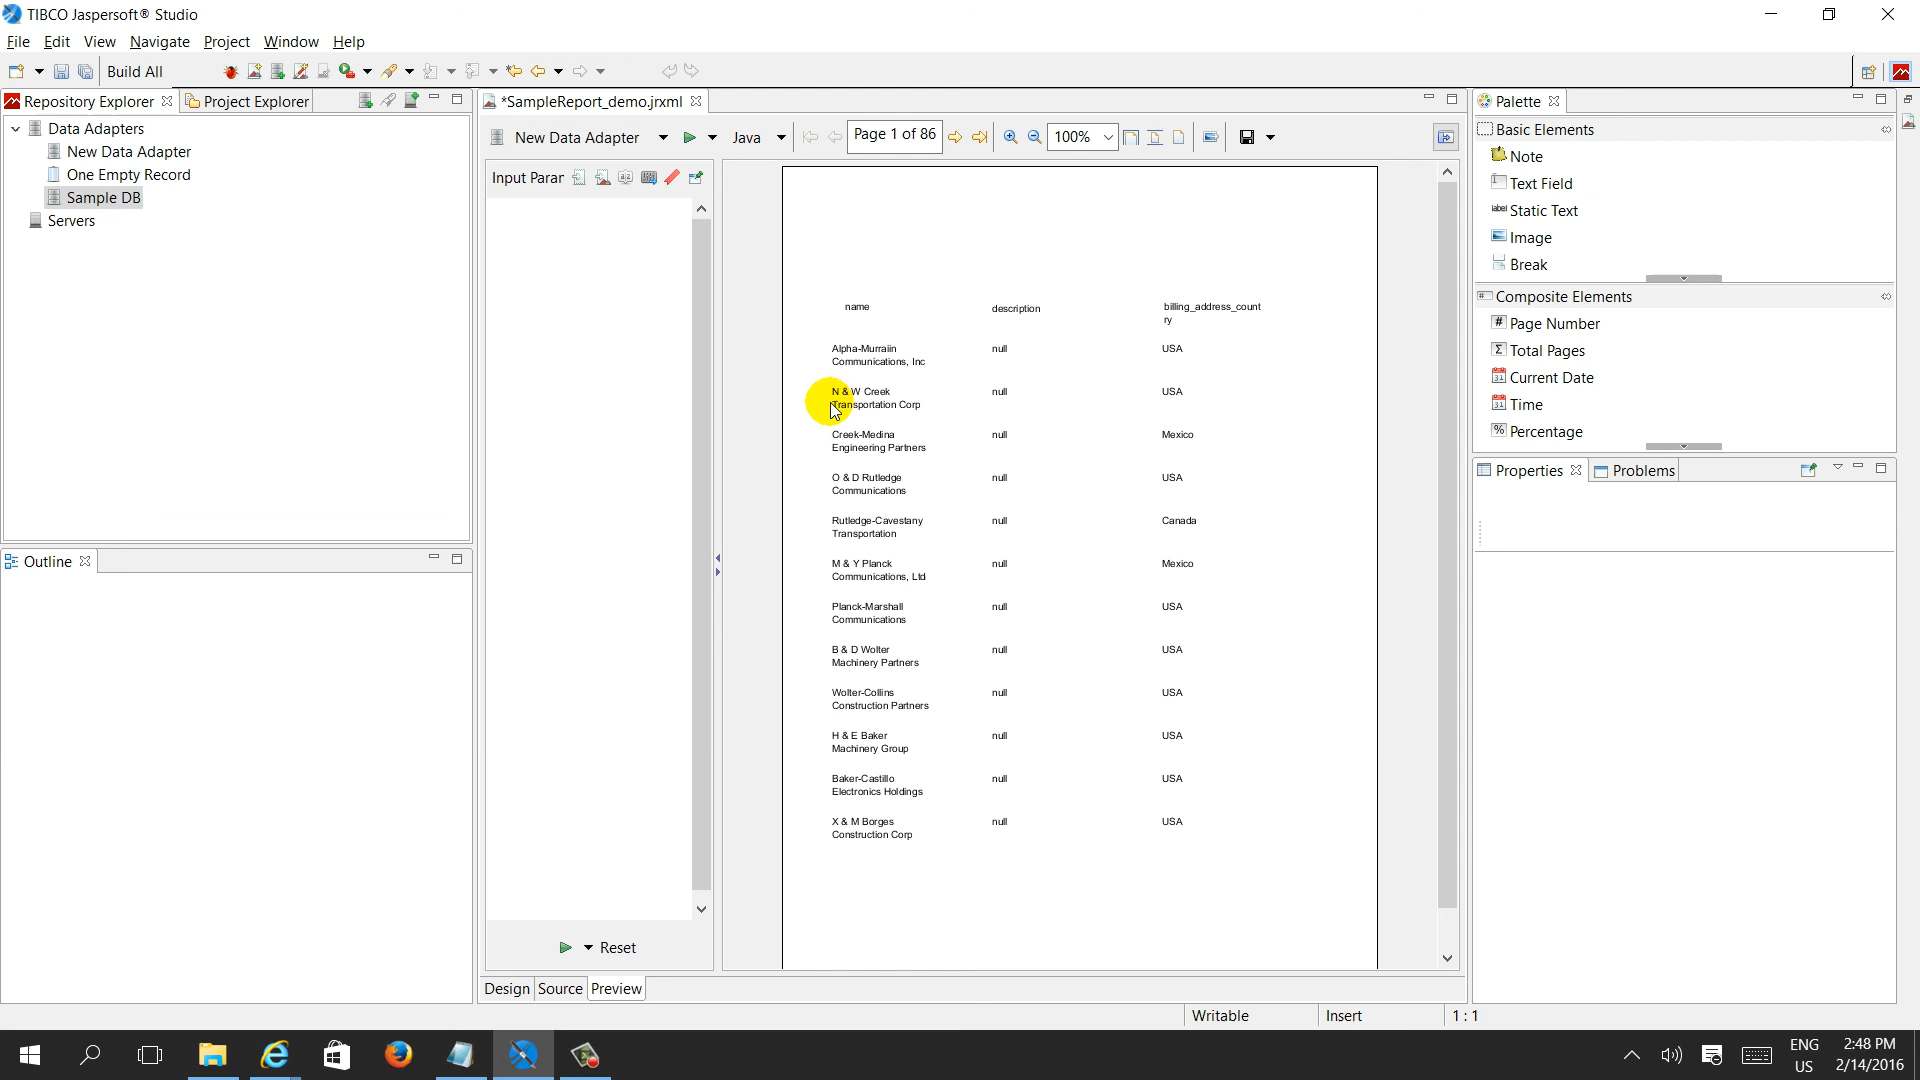 TIBCO Jaspersoft® Studio
File Edit View Navigate Project Window Help
Build All
Repository Explorer Project Explorer
Data Adapters
New Data Adapter
One Empty Record
Sample DB
Servers
Outline
*SampleReport_demo.jrxml
New Data Adapter Java Page 1 of 86 100%
Input Parar
name description billing_address_count
ry
Alpha-Murraiin null USA
Communications, Inc
N & W Creek null USA
Transportation Corp
Creek-Medina null Mexico
Engineering Partners
O & D Rutledge null USA
Communications
Rutledge-Cavestany null Canada
Transportation
M & Y Planck null Mexico
Communications, Ltd
Planck-Marshall null USA
Communications
B & D Wolter null USA
Machinery Partners
Wolter-Collins null USA
Construction Partners
H & E Baker null USA
Machinery Group
Baker-Castillo null USA
Electronics Holdings
X & M Borges null USA
Construction Corp
Reset
Design Source Preview
Palette
Basic Elements
Note
Text Field
label Static Text
Image
Break
Composite Elements
# Page Number
Σ Total Pages
31 Current Date
31 Time
% Percentage
Properties Problems
Writable Insert 1 : 1
ENG 2:48 PM
US 2/14/2016